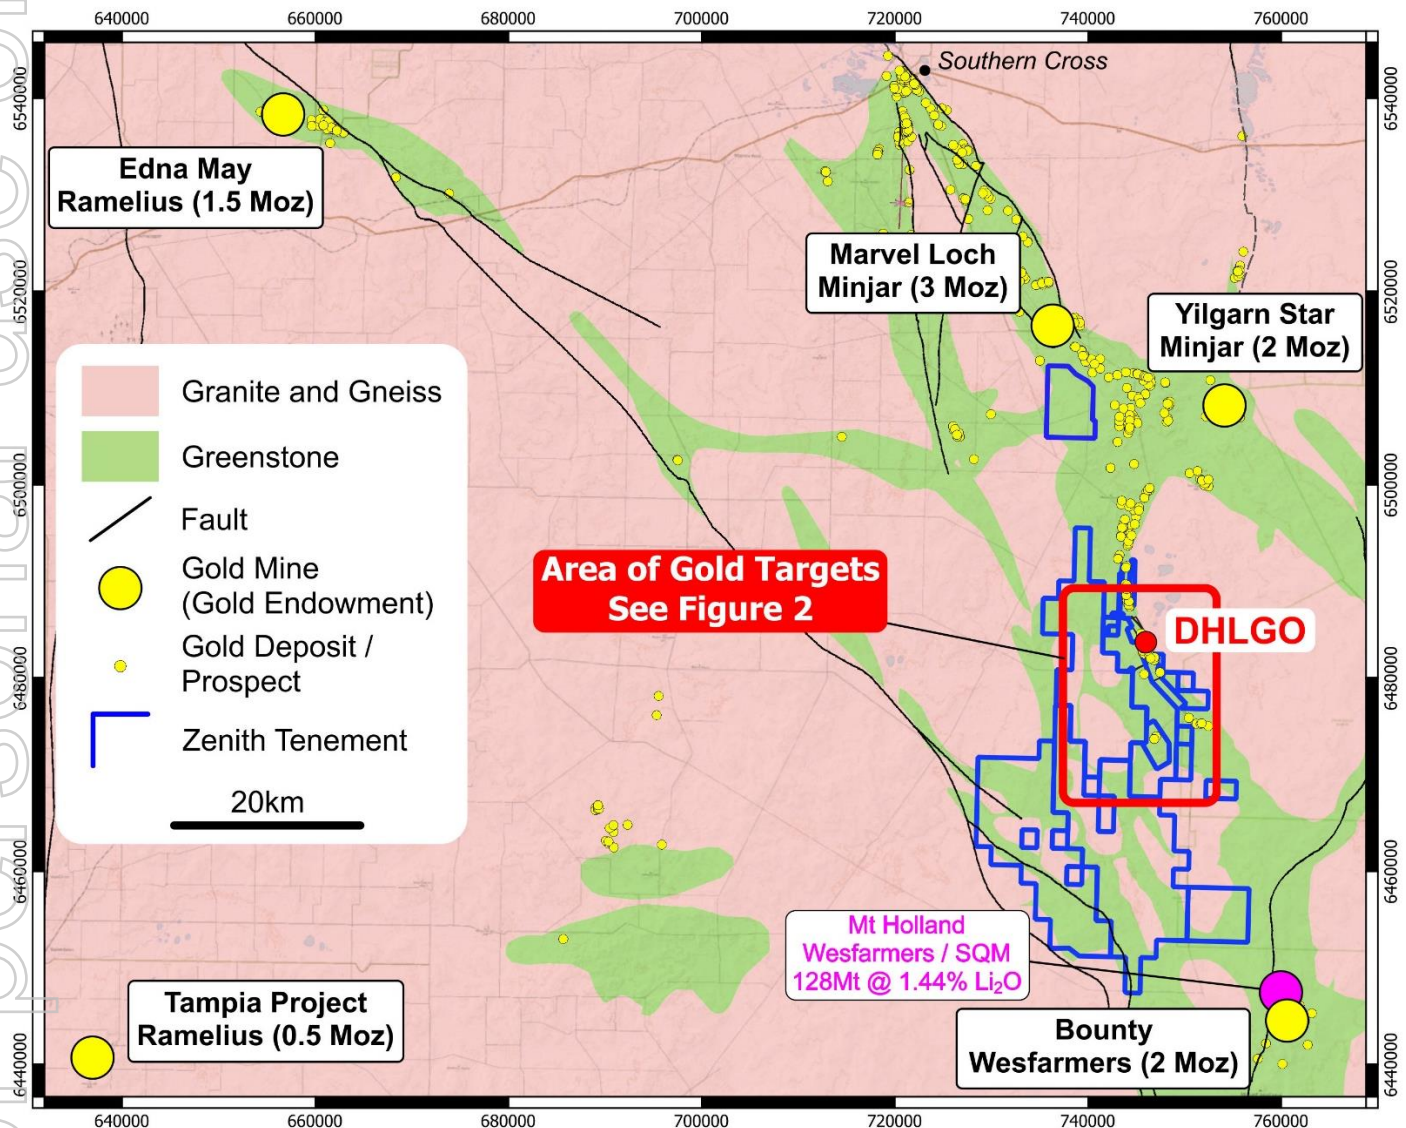 640000
660000
680000
700000
720000
740000
760000
6540000
6520000
6500000
6480000
6460000
6440000
6540000
6520000
6500000
6480000
6460000
6440000
Southern Cross
Edna May
Ramelius (1.5 Moz)
Marvel Loch
Minjar (3 Moz)
Yilgarn Star
Minjar (2 Moz)
Granite and Gneiss
Greenstone
Fault
Gold Mine
(Gold Endowment)
Gold Deposit /
Prospect
Zenith Tenement
20km
Area of Gold Targets
See Figure 2
DHLGO
Mt Holland
Wesfarmers / SQM
128Mt @ 1.44% Li₂O
Tampia Project
Ramelius (0.5 Moz)
Bounty
Wesfarmers (2 Moz)
640000
660000
680000
700000
720000
740000
760000